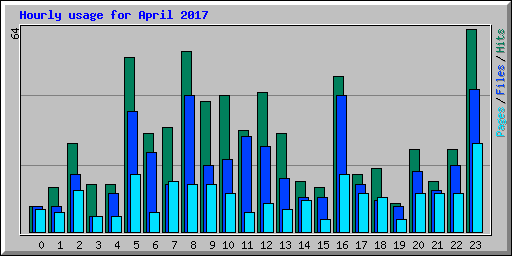 Hourly usage for April 2017
64
Pages / Files / Hits
0 1 2 3 4 5 6 7 8 9 10 11 12 13 14 15 16 17 18 19 20 21 22 23